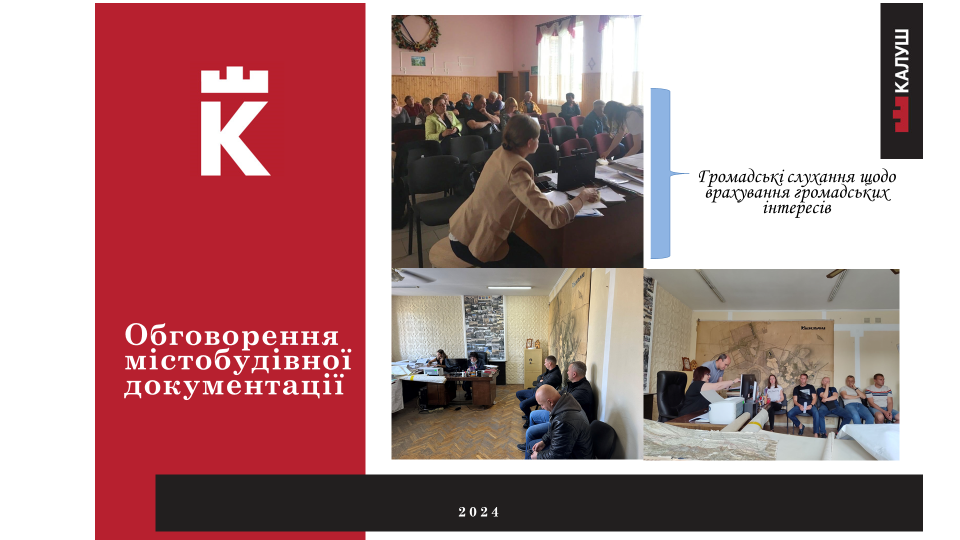 К
Обговорення
містобудівної
документації
КАЛУШ
Громадські слухання щодо
врахування громадських
інтересів
2024